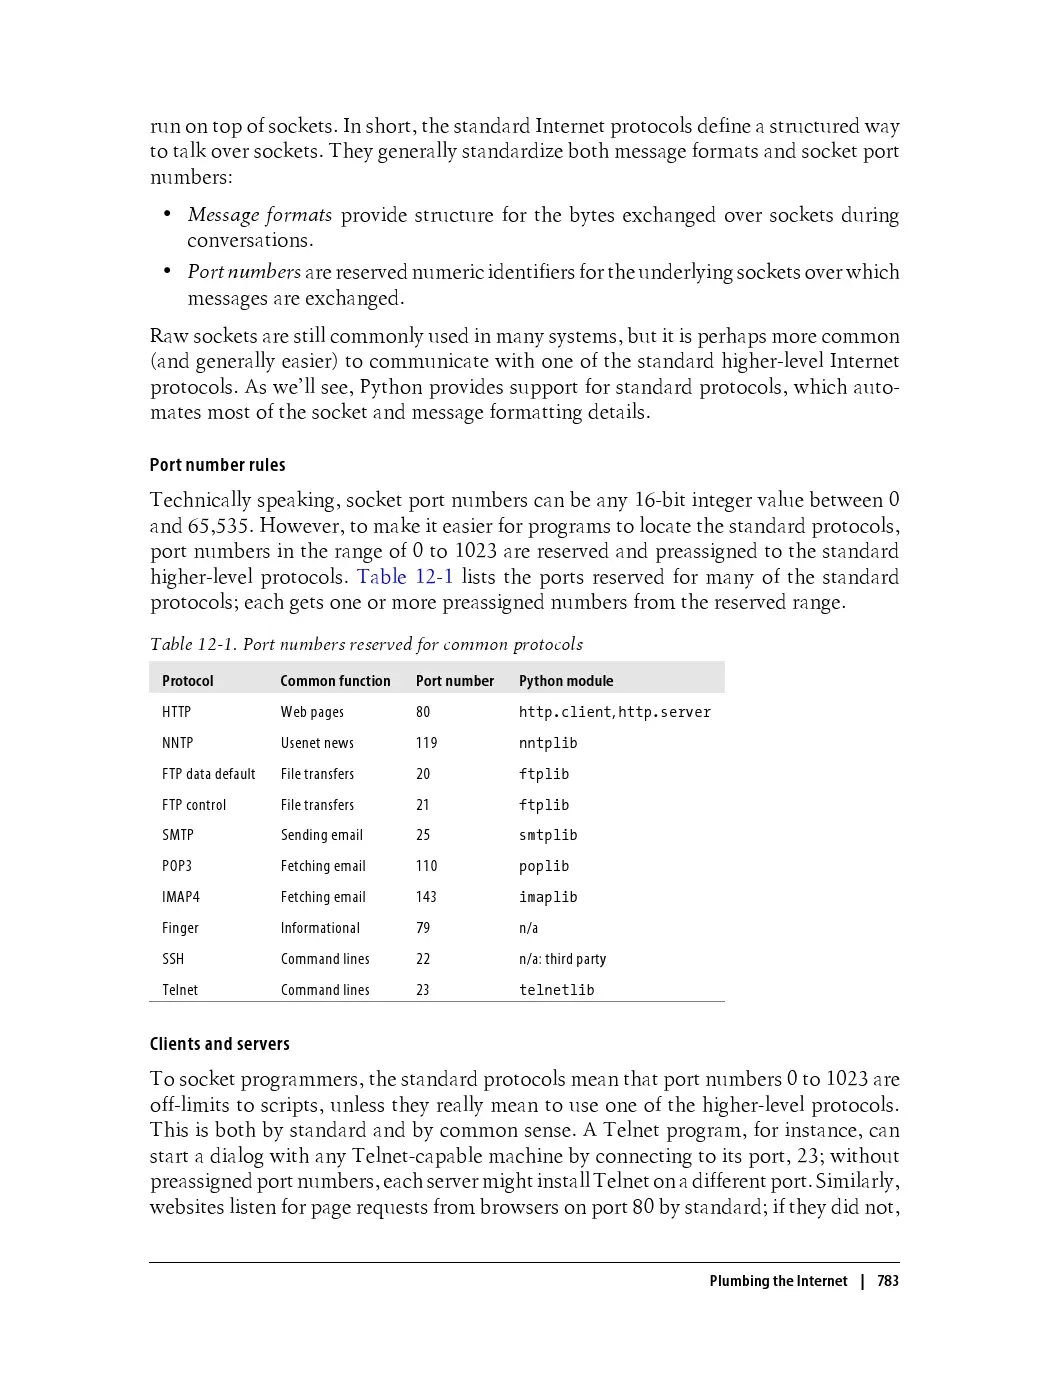 run on top of sockets. In short, the standard Internet protocols define a structured way
to talk over sockets. They generally standardize both message formats and socket port
numbers:
• Message formats provide structure for the bytes exchanged over sockets during
conversations.
• Port numbers are reserved numeric identifiers for the underlying sockets over which
messages are exchanged.
Raw sockets are still commonly used in many systems, but it is perhaps more common
(and generally easier) to communicate with one of the standard higher-level Internet
protocols. As we’ll see, Python provides support for standard protocols, which auto-
mates most of the socket and message formatting details.
Port number rules
Technically speaking, socket port numbers can be any 16-bit integer value between 0
and 65,535. However, to make it easier for programs to locate the standard protocols,
port numbers in the range of 0 to 1023 are reserved and preassigned to the standard
higher-level protocols. Table 12-1 lists the ports reserved for many of the standard
protocols; each gets one or more preassigned numbers from the reserved range.
Table 12-1. Port numbers reserved for common protocols
Protocol Common function Port number Python module
HTTP Web pages 80 http.client, http.server
NNTP Usenet news 119 nntplib
FTP data default File transfers 20 ftplib
FTP control File transfers 21 ftplib
SMTP Sending email 25 smtplib
POP3 Fetching email 110 poplib
IMAP4 Fetching email 143 imaplib
Finger Informational 79 n/a
SSH Command lines 22 n/a: third party
Telnet Command lines 23 telnetlib
Clients and servers
To socket programmers, the standard protocols mean that port numbers 0 to 1023 are
off-limits to scripts, unless they really mean to use one of the higher-level protocols.
This is both by standard and by common sense. A Telnet program, for instance, can
start a dialog with any Telnet-capable machine by connecting to its port, 23; without
preassigned port numbers, each server might install Telnet on a different port. Similarly,
websites listen for page requests from browsers on port 80 by standard; if they did not,
Plumbing the Internet | 783